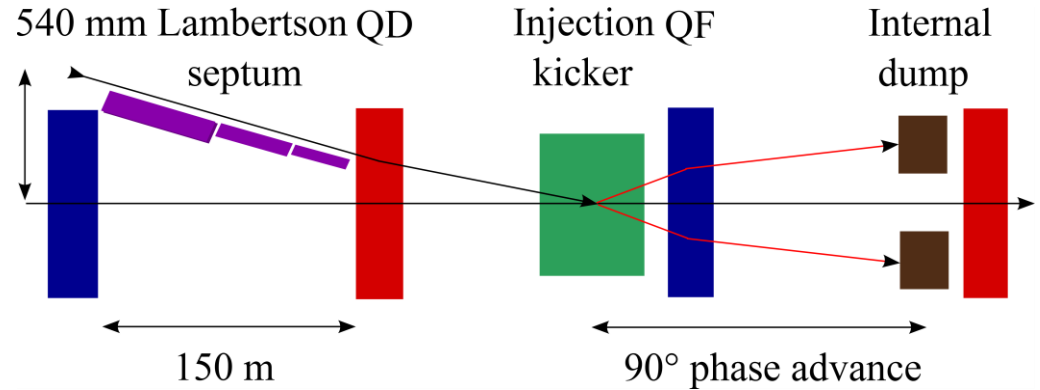 540 mm Lambertson QD
septum
Injection QF
kicker
Internal
dump
150 m
90° phase advance